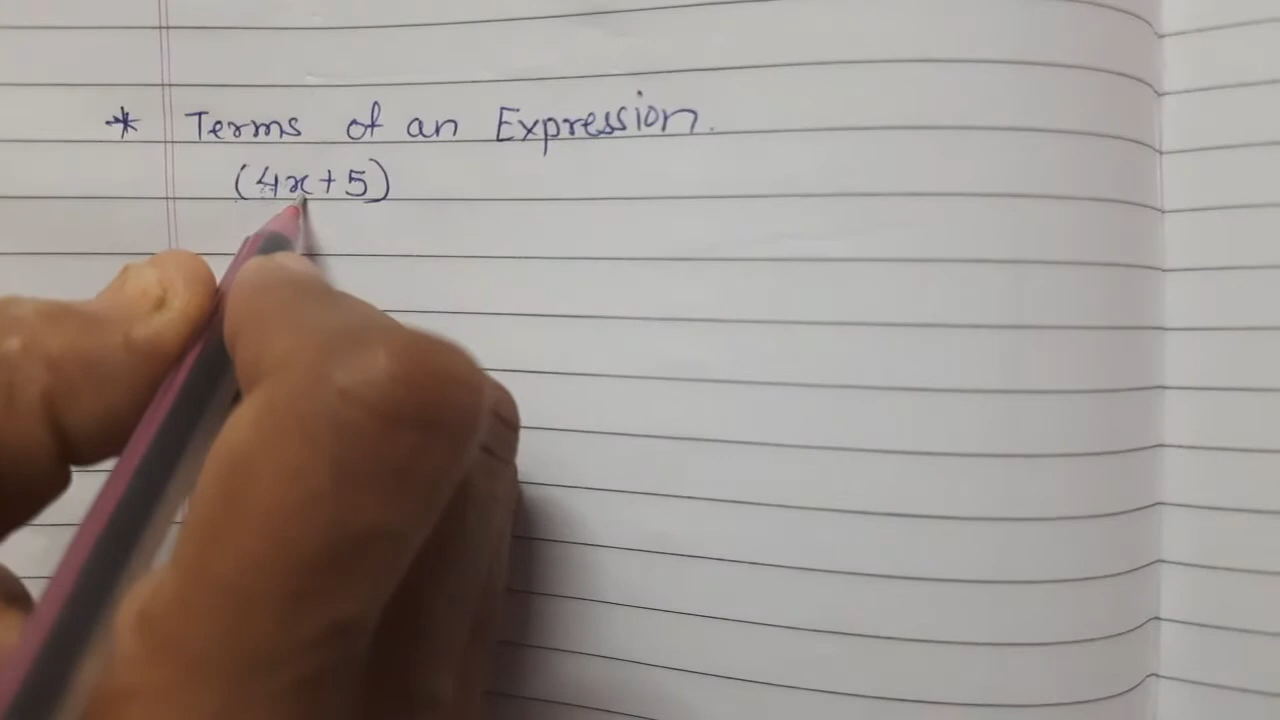 * Terms of an Expression.
(4x+5)